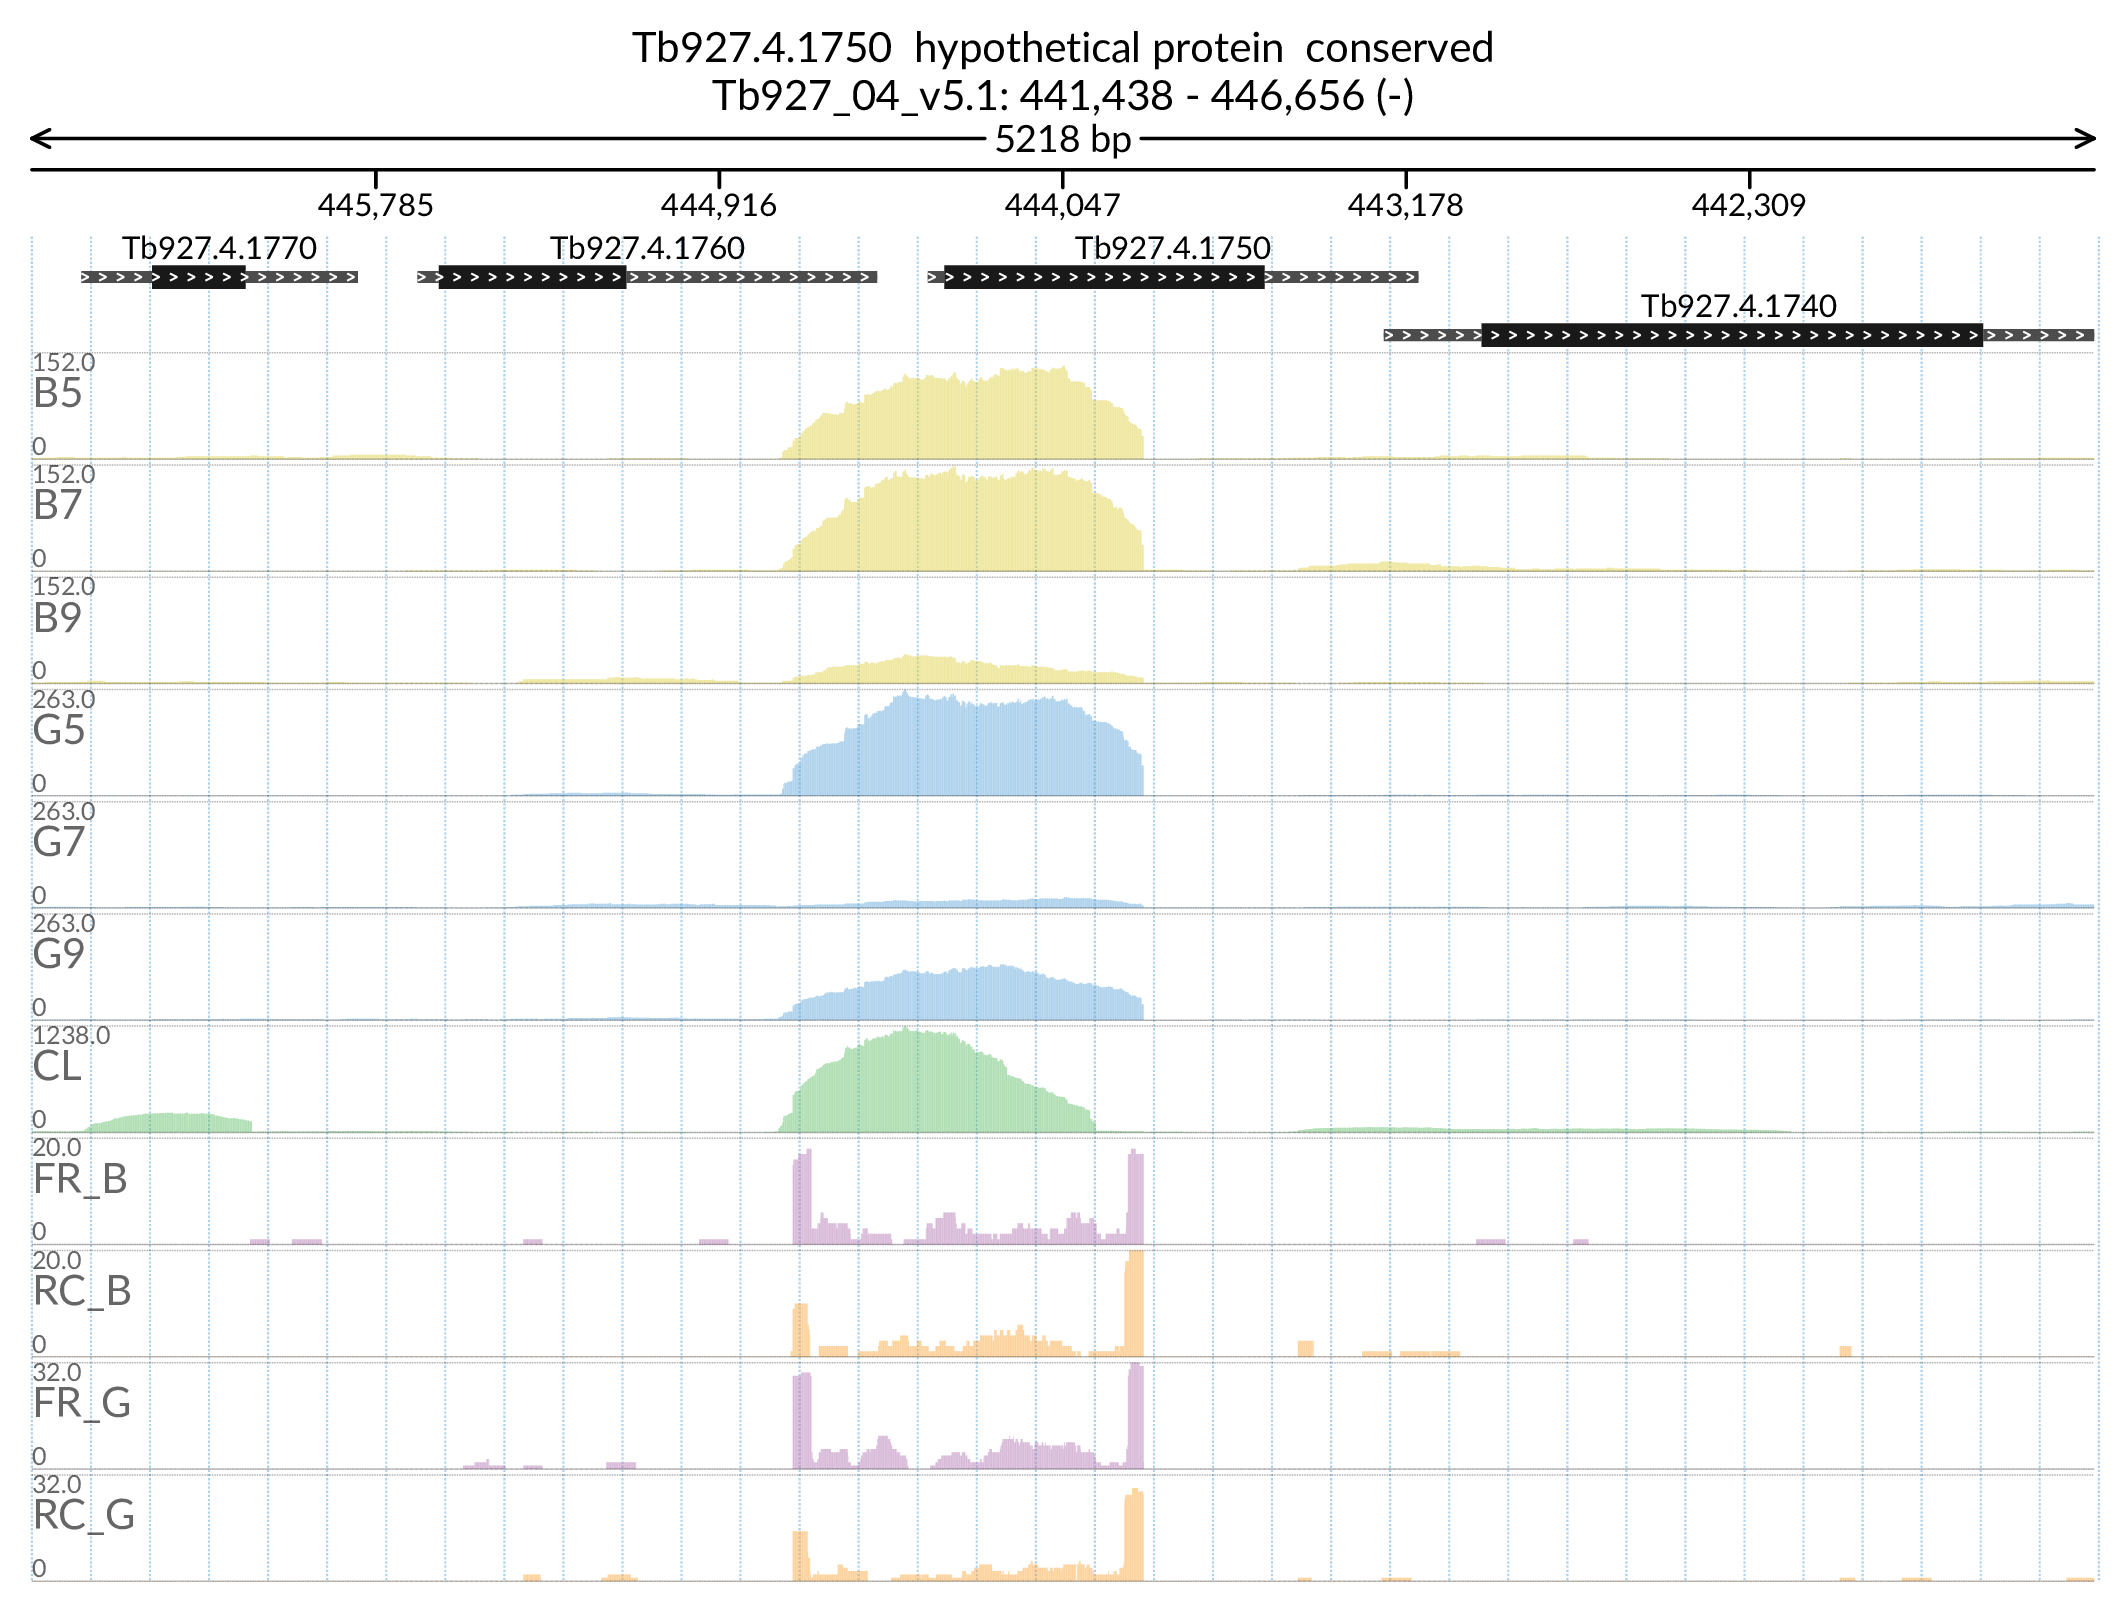 Tb927.4.1750 hypothetical protein conserved
Tb927_04_v5.1: 441,438 - 446,656 (-)
5218 bp
445,785 444,916 444,047 443,178 442,309
Tb927.4.1770 Tb927.4.1760 Tb927.4.1750
Tb927.4.1740
152.0
B5
0
152.0
B7
0
152.0
B9
0
263.0
G5
0
263.0
G7
0
263.0
G9
0
1238.0
CL
0
20.0
FR_B
0
20.0
RC_B
0
32.0
FR_G
0
32.0
RC_G
0